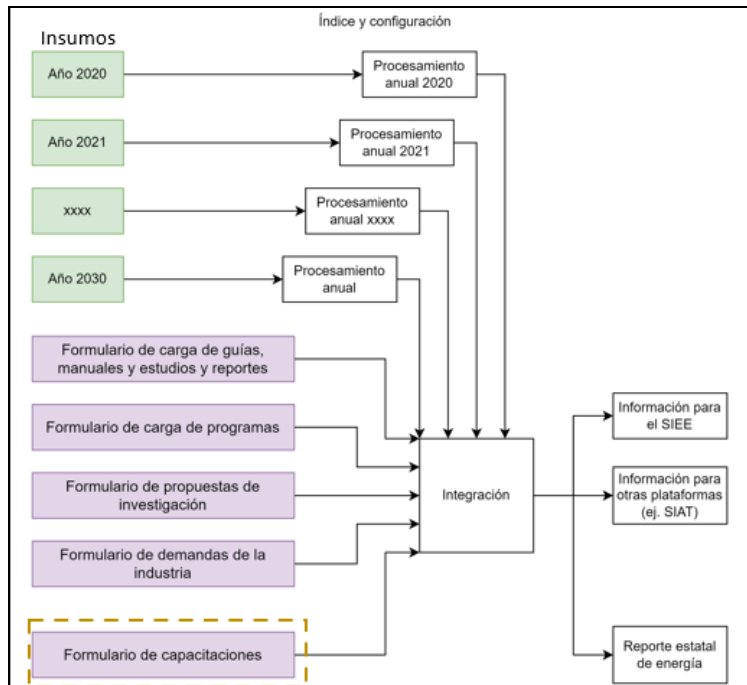 Índice y configuración
Insumos
Año 2020
Procesamiento
anual 2020
Año 2021
Procesamiento
anual 2021
xxxx
Procesamiento
anual xxxx
Año 2030
Procesamiento
anual
Formulario de carga de guías,
manuales y estudios y reportes
Formulario de carga de programas
Formulario de propuestas de
investigación
Formulario de demandas de la
industria
Formulario de capacitaciones
Integración
Información para
el SIEE
Información para
otras plataformas
(ej. SIAT)
Reporte estatal
de energía